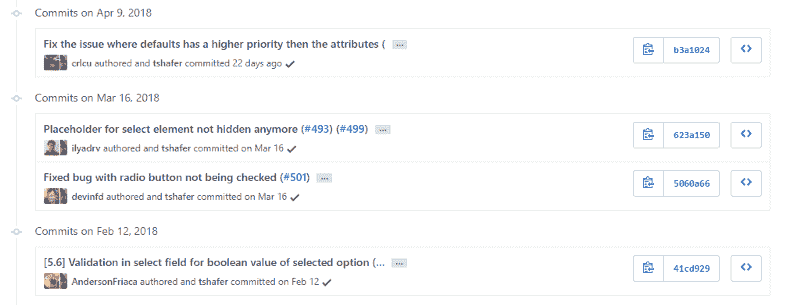 Commits on Apr 9, 2018
Fix the issue where defaults has a higher priority then the attributes ( ...
b3a1024
crlcu authored and tshafer committed 22 days ago
Commits on Mar 16, 2018
Placeholder for select element not hidden anymore (#493) (#499) ...
623a150
ilyadrv authored and tshafer committed on Mar 16
Fixed bug with radio button not being checked (#501) ...
5060a66
devinfd authored and tshafer committed on Mar 16
Commits on Feb 12, 2018
[5.6] Validation in select field for boolean value of selected option (... ...
41cd929
AndersonFriaca authored and tshafer committed on Feb 12